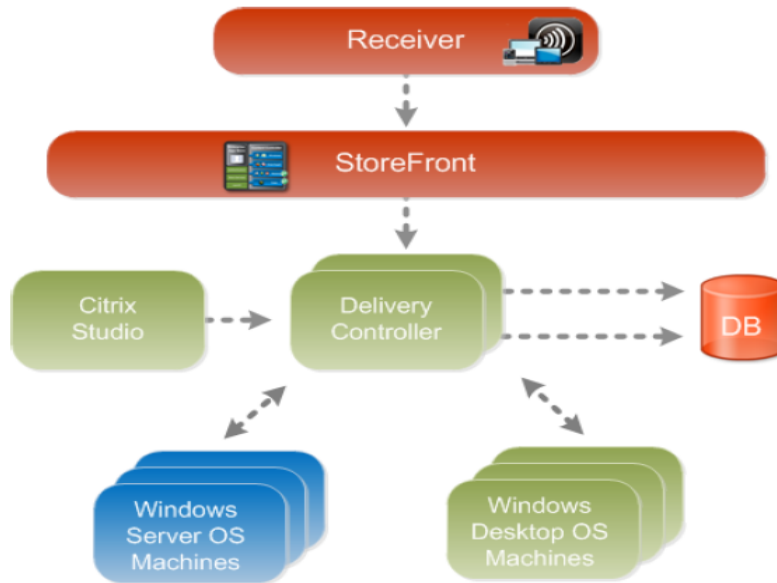 Receiver
StoreFront
Citrix
Studio
Delivery
Controller
DB
Windows
Server OS
Machines
Windows
Desktop OS
Machines